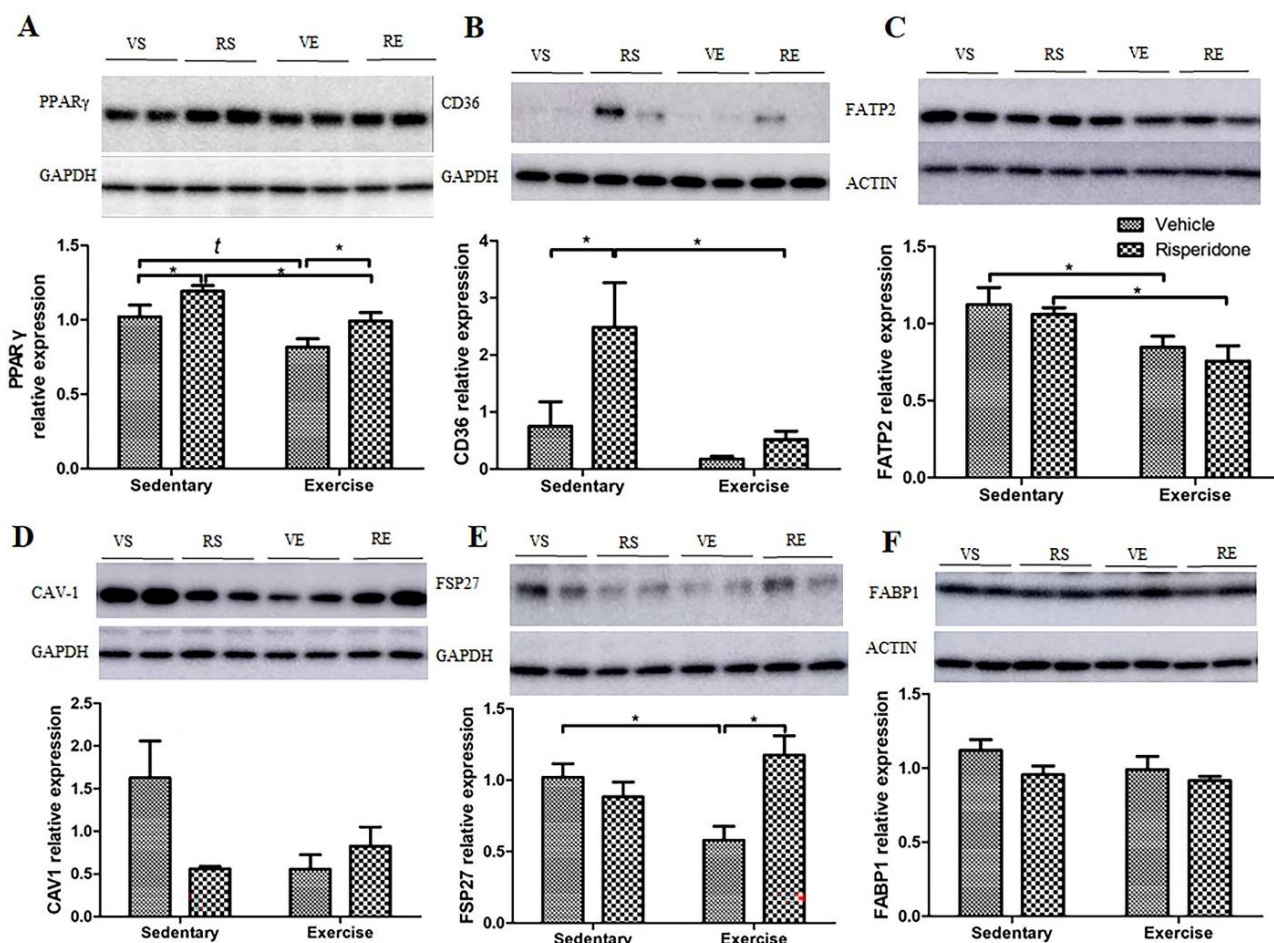 A
VS RS VE RE
PPARγ
GAPDH
1.5
1.0
0.5
0.0
PPARγ
relative expression
t
*
*
*
Sedentary Exercise
B
VS RS VE RE
CD36
GAPDH
4
3
2
1
0
CD36 relative expression
*
*
Sedentary Exercise
C
VS RS VE RE
FATP2
ACTIN
Vehicle
Risperidone
1.5
1.0
0.5
0.0
FATP2 relative expression
*
*
Sedentary Exercise
D
VS RS VE RE
CAV-1
GAPDH
2.5
2.0
1.5
1.0
0.5
0.0
CAV1 relative expression
Sedentary Exercise
E
VS RS VE RE
FSP27
GAPDH
1.5
1.0
0.5
0.0
FSP27 relative expression
*
*
Sedentary Exercise
F
VS RS VE RE
FABP1
ACTIN
1.5
1.0
0.5
0.0
FABP1 relative expression
Sedentary Exercise